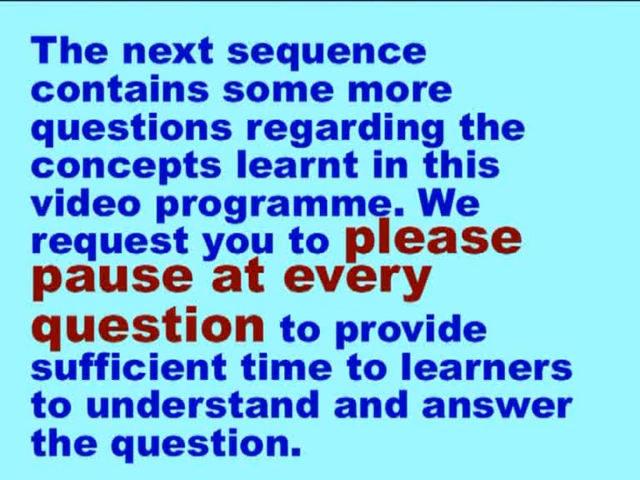 The next sequence
contains some more
questions regarding the
concepts learnt in this
video programme. We
request you to please
pause at every
question to provide
sufficient time to learners
to understand and answer
the question.